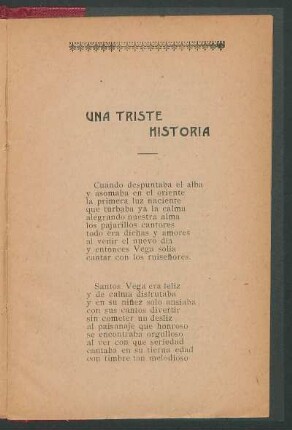 UNA TRISTE
HISTORIA
Cuando despuntaba el alba
y asomaba en el oriente
la primera luz naciente
que turbaba ya la calma
alegrando nuestra alma
los pajarillos cantores
todo era dichas y amores
al venir el nuevo dia
y entonces Vega solía
cantar con los ruiseñores.
Santos Vega era feliz
y de calma disfrutaba
y en su niñez solo ansiaba
con sus cantos divertir
sin cometer un desliz
al paisanaje que honroso
se encontraba orgulloso
al ver con que seriedad
cantaba en su tierna edad
con timbre tan melodioso